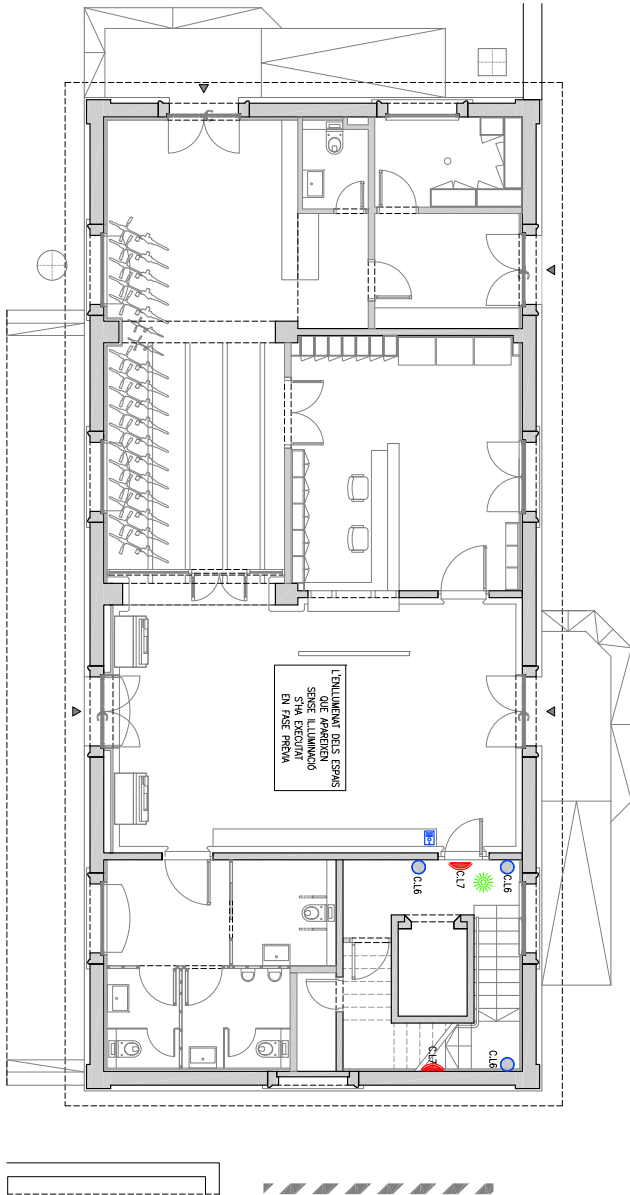 L'ENLLUMENAT DELS ESPAIS
QUE APAREIXEN
SENSE IL.LUMINACIÓ
S'HA EXECUTAT
EN FASE PRÈVIA
C.L6
C.L7
C.L6
C.L7
C.L6